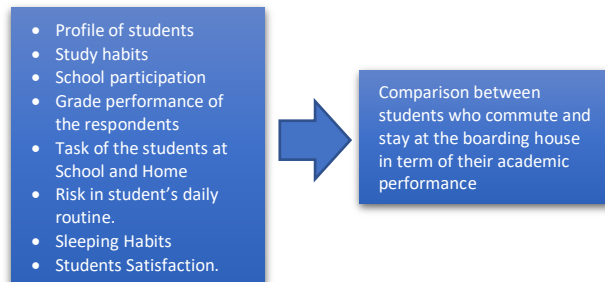 • Profile of students
• Study habits
• School participation
• Grade performance of
the respondents
• Task of the students at
School and Home
• Risk in student's daily
routine.
• Sleeping Habits
• Students Satisfaction.
Comparison between
students who commute and
stay at the boarding house
in term of their academic
performance